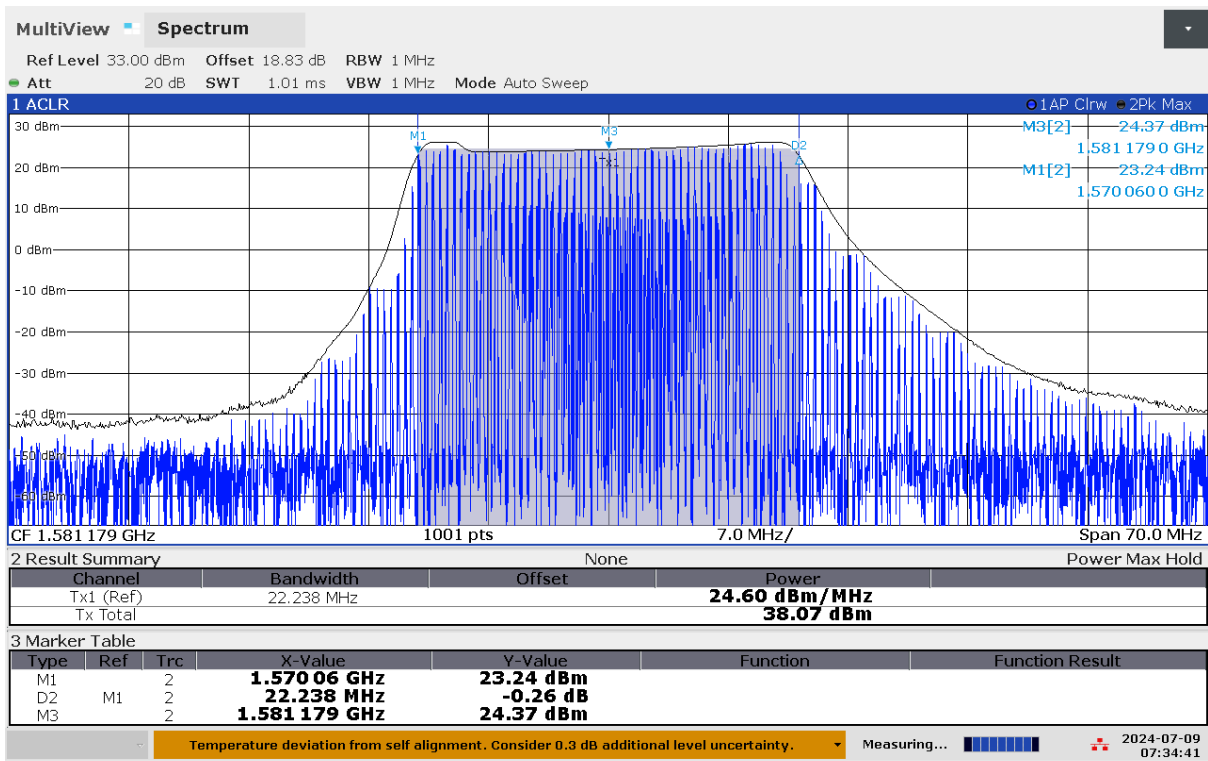 MultiView Spectrum
Ref Level 33.00 dBm Offset 18.83 dB RBW 1 MHz
Att 20 dB SWT 1.01 ms VBW 1 MHz Mode Auto Sweep
1 ACLR 1AP Clrw 2Pk Max
30 dBm
M1
M3
M3[2] 24.37 dBm
D2
1.581 179 0 GHz
Tx1
20 dBm
M1[2] 23.24 dBm
1.570 060 0 GHz
10 dBm
0 dBm
-10 dBm
-20 dBm
-30 dBm
-40 dBm
-50 dBm
-60 dBm
CF 1.581 179 GHz 1001 pts 7.0 MHz/ Span 70.0 MHz
2 Result Summary None Power Max Hold
Channel Bandwidth Offset Power
Tx1 (Ref) 22.238 MHz 24.60 dBm/MHz
Tx Total 38.07 dBm
3 Marker Table
Type Ref Trc X-Value Y-Value Function Function Result
M1 2 1.570 06 GHz 23.24 dBm
D2 M1 2 22.238 MHz -0.26 dB
M3 2 1.581 179 GHz 24.37 dBm
Temperature deviation from self alignment. Consider 0.3 dB additional level uncertainty. Measuring... 2024-07-09
07:34:41